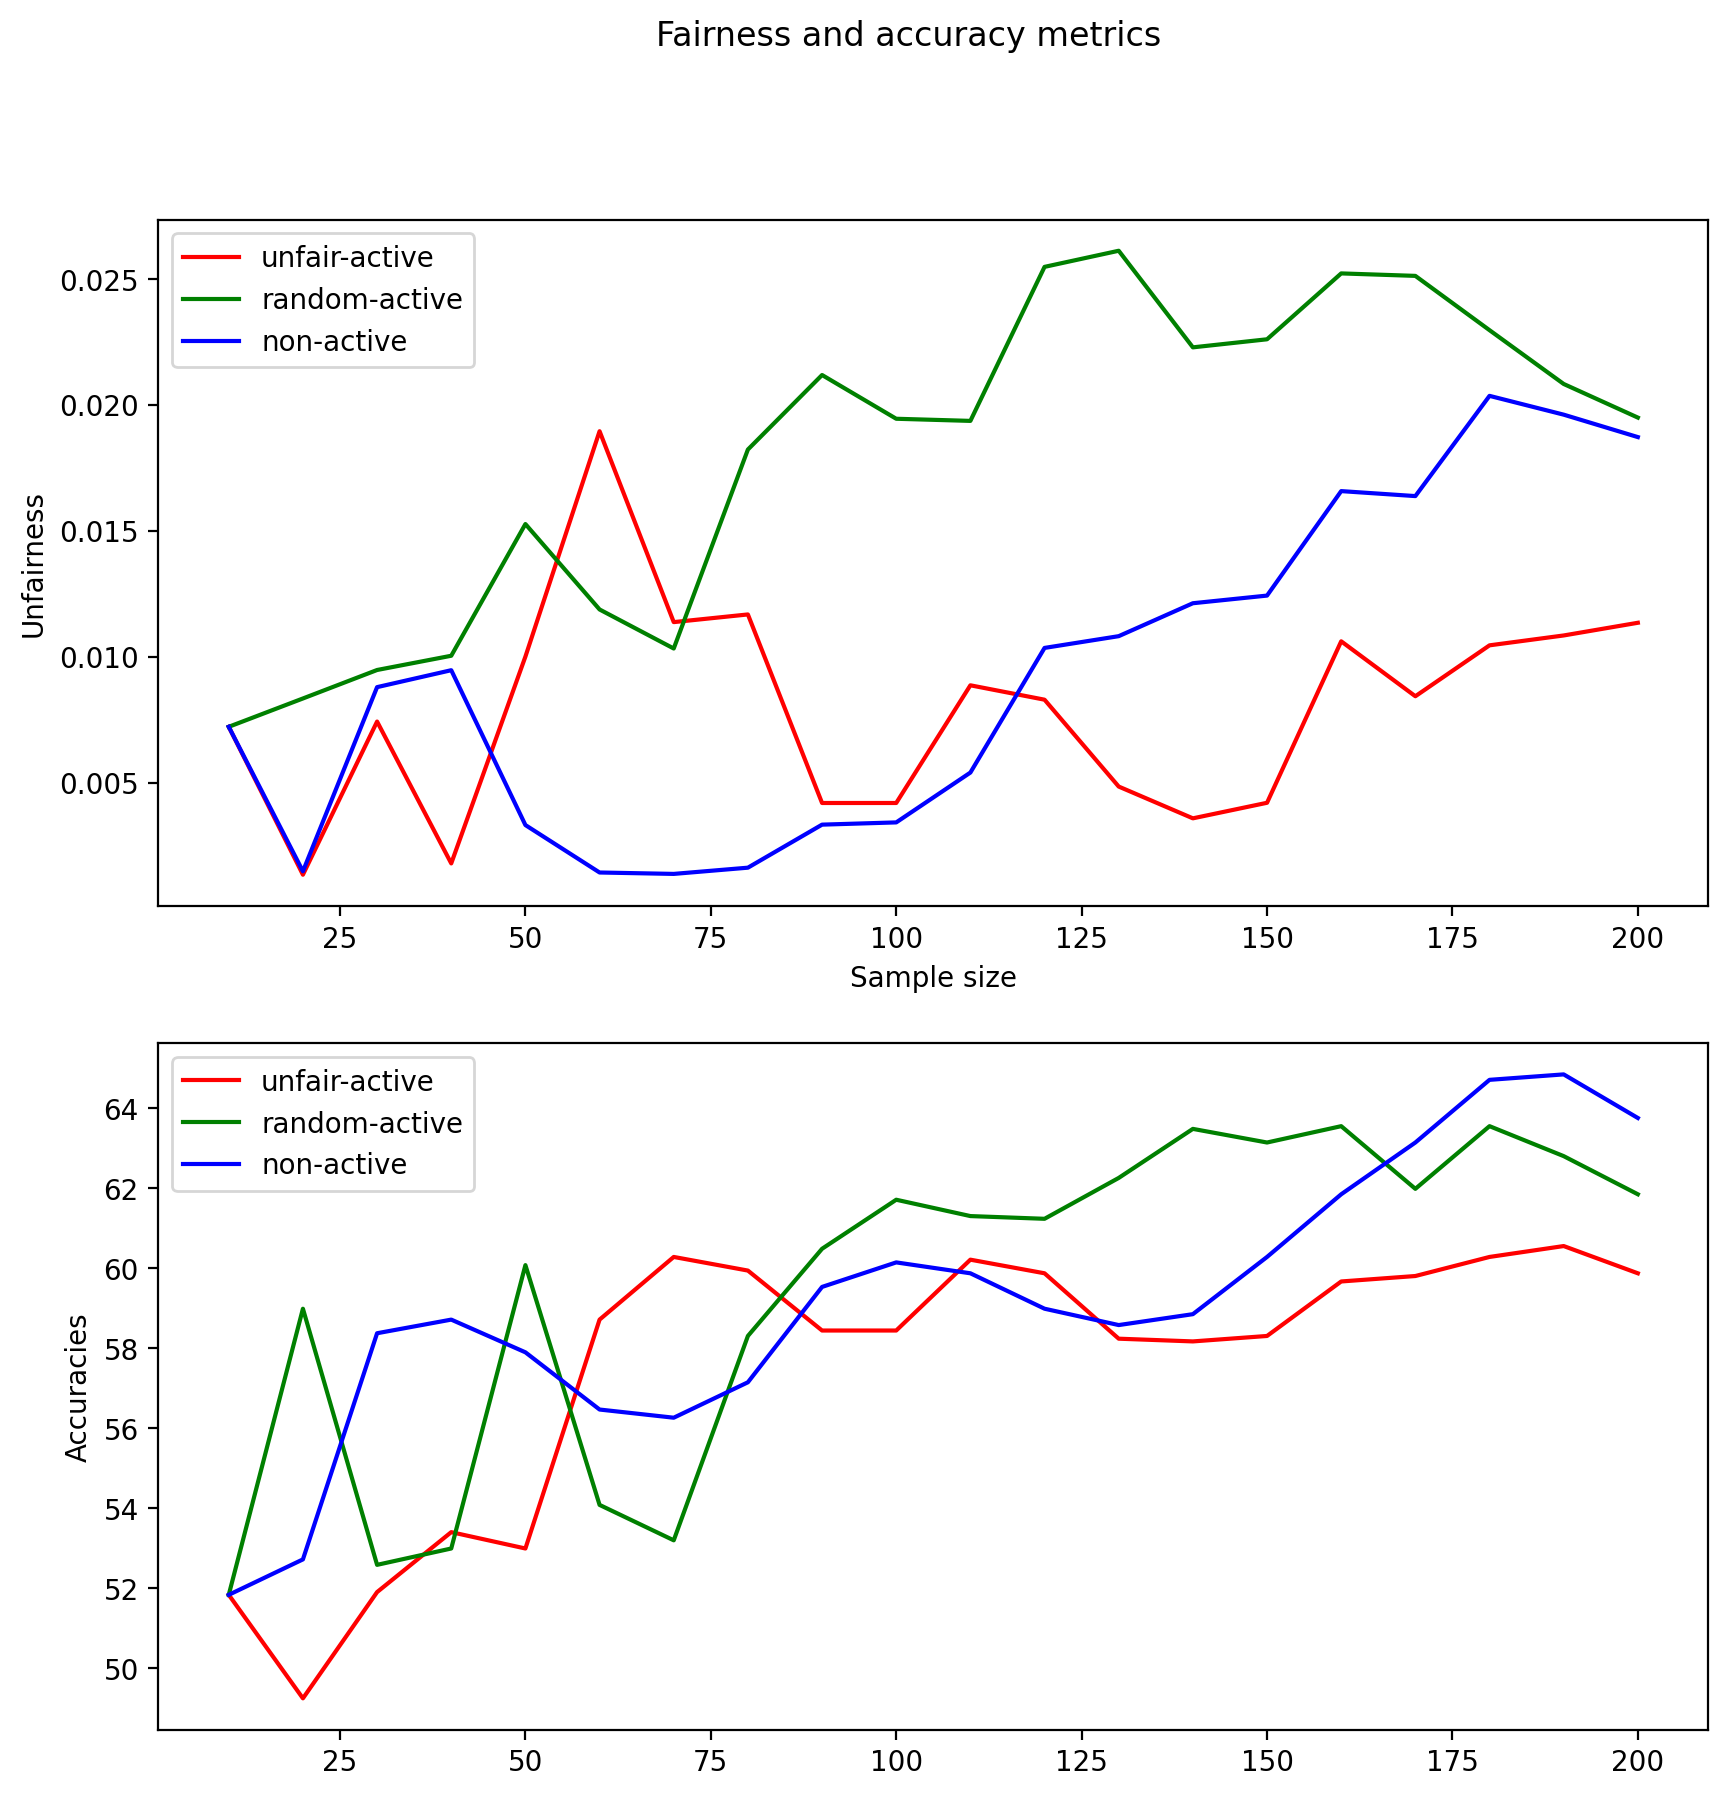 Fairness and accuracy metrics
unfair-active
random-active
non-active
0.025
0.020
0.015
0.010
0.005
Unfairness
25 50 75 100 125 150 175 200
Sample size
unfair-active
random-active
non-active
64
62
60
58
56
54
52
50
Accuracies
25 50 75 100 125 150 175 200